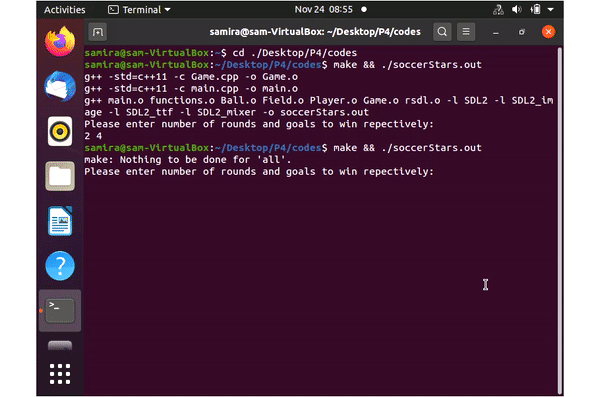 Activities
Terminal
Nov 24 08:55
samira@sam-VirtualBox: ~/Desktop/P4/codes
samira@sam-VirtualBox:~$ cd ./Desktop/P4/codes
samira@sam-VirtualBox:~/Desktop/P4/codes$ make && ./soccerStars.out
g++ -std=c++11 -c Game.cpp -o Game.o
g++ -std=c++11 -c main.cpp -o main.o
g++ main.o functions.o Ball.o Field.o Player.o Game.o rsdl.o -l SDL2 -l SDL2_im
age -l SDL2_ttf -l SDL2_mixer -o soccerStars.out
Please enter number of rounds and goals to win repectively:
2 4
samira@sam-VirtualBox:~/Desktop/P4/codes$ make && ./soccerStars.out
make: Nothing to be done for 'all'.
Please enter number of rounds and goals to win repectively: